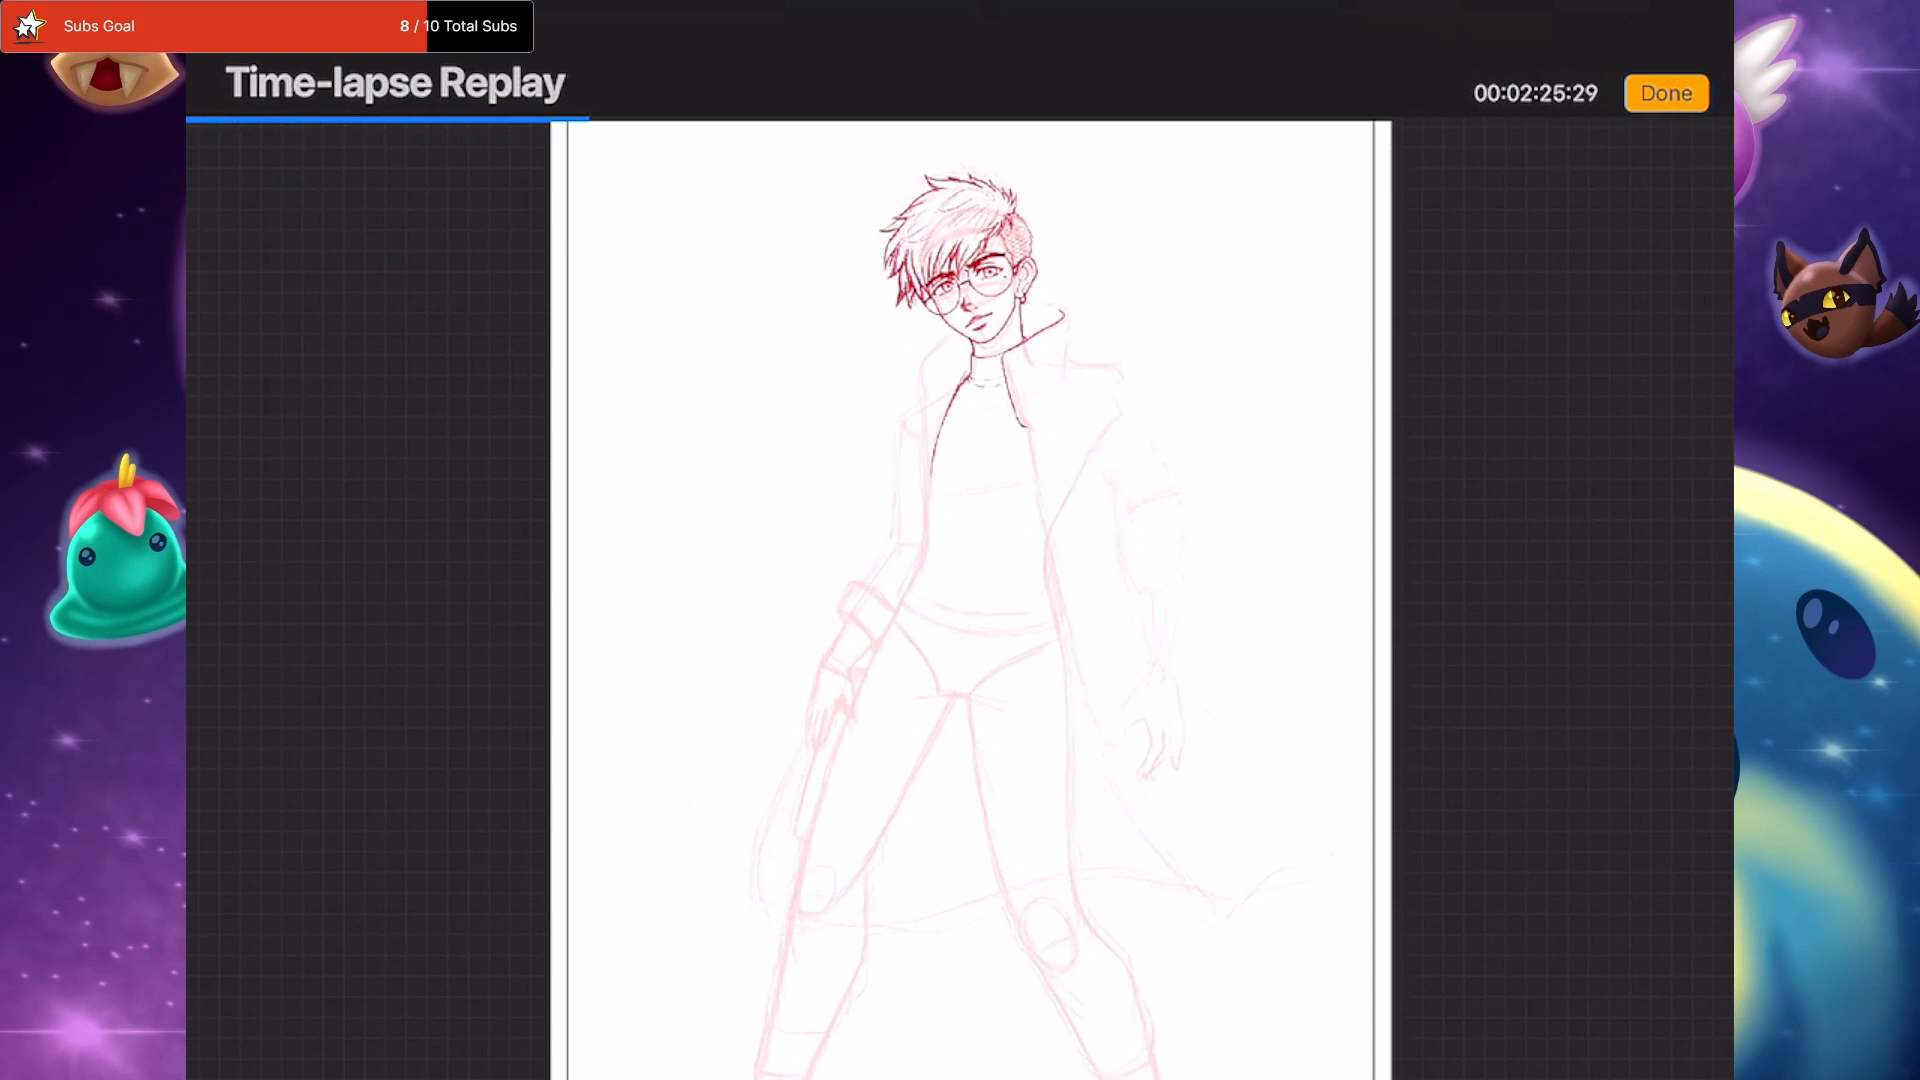 Subs Goal 8 / 10 Total Subs
Time-lapse Replay
00:02:25:29 Done